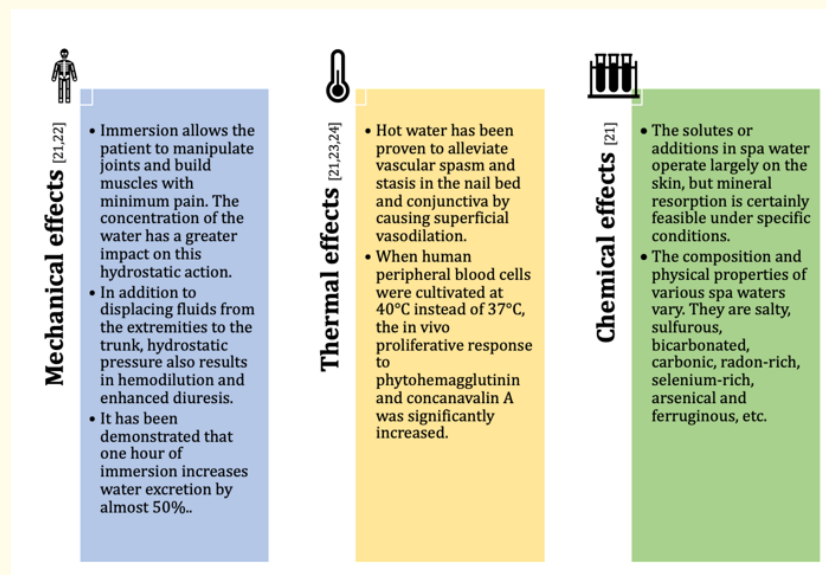 Mechanical effects [21,22]
• Immersion allows the
patient to manipulate
joints and build
muscles with
minimum pain. The
concentration of the
water has a greater
impact on this
hydrostatic action.
• In addition to
displacing fluids from
the extremities to the
trunk, hydrostatic
pressure also results
in hemodilution and
enhanced diuresis.
• It has been
demonstrated that
one hour of
immersion increases
water excretion by
almost 50%..
Thermal effects [21,23,24]
• Hot water has been
proven to alleviate
vascular spasm and
stasis in the nail bed
and conjunctiva by
causing superficial
vasodilation.
• When human
peripheral blood cells
were cultivated at
40°C instead of 37°C,
the in vivo
proliferative response
to
phytohemagglutinin
and concanavalin A
was significantly
increased.
Chemical effects [21]
• The solutes or
additions in spa water
operate largely on the
skin, but mineral
resorption is certainly
feasible under specific
conditions.
• The composition and
physical properties of
various spa waters
vary. They are salty,
sulfurous,
bicarbonated,
carbonic, radon-rich,
selenium-rich,
arsenical and
ferruginous, etc.